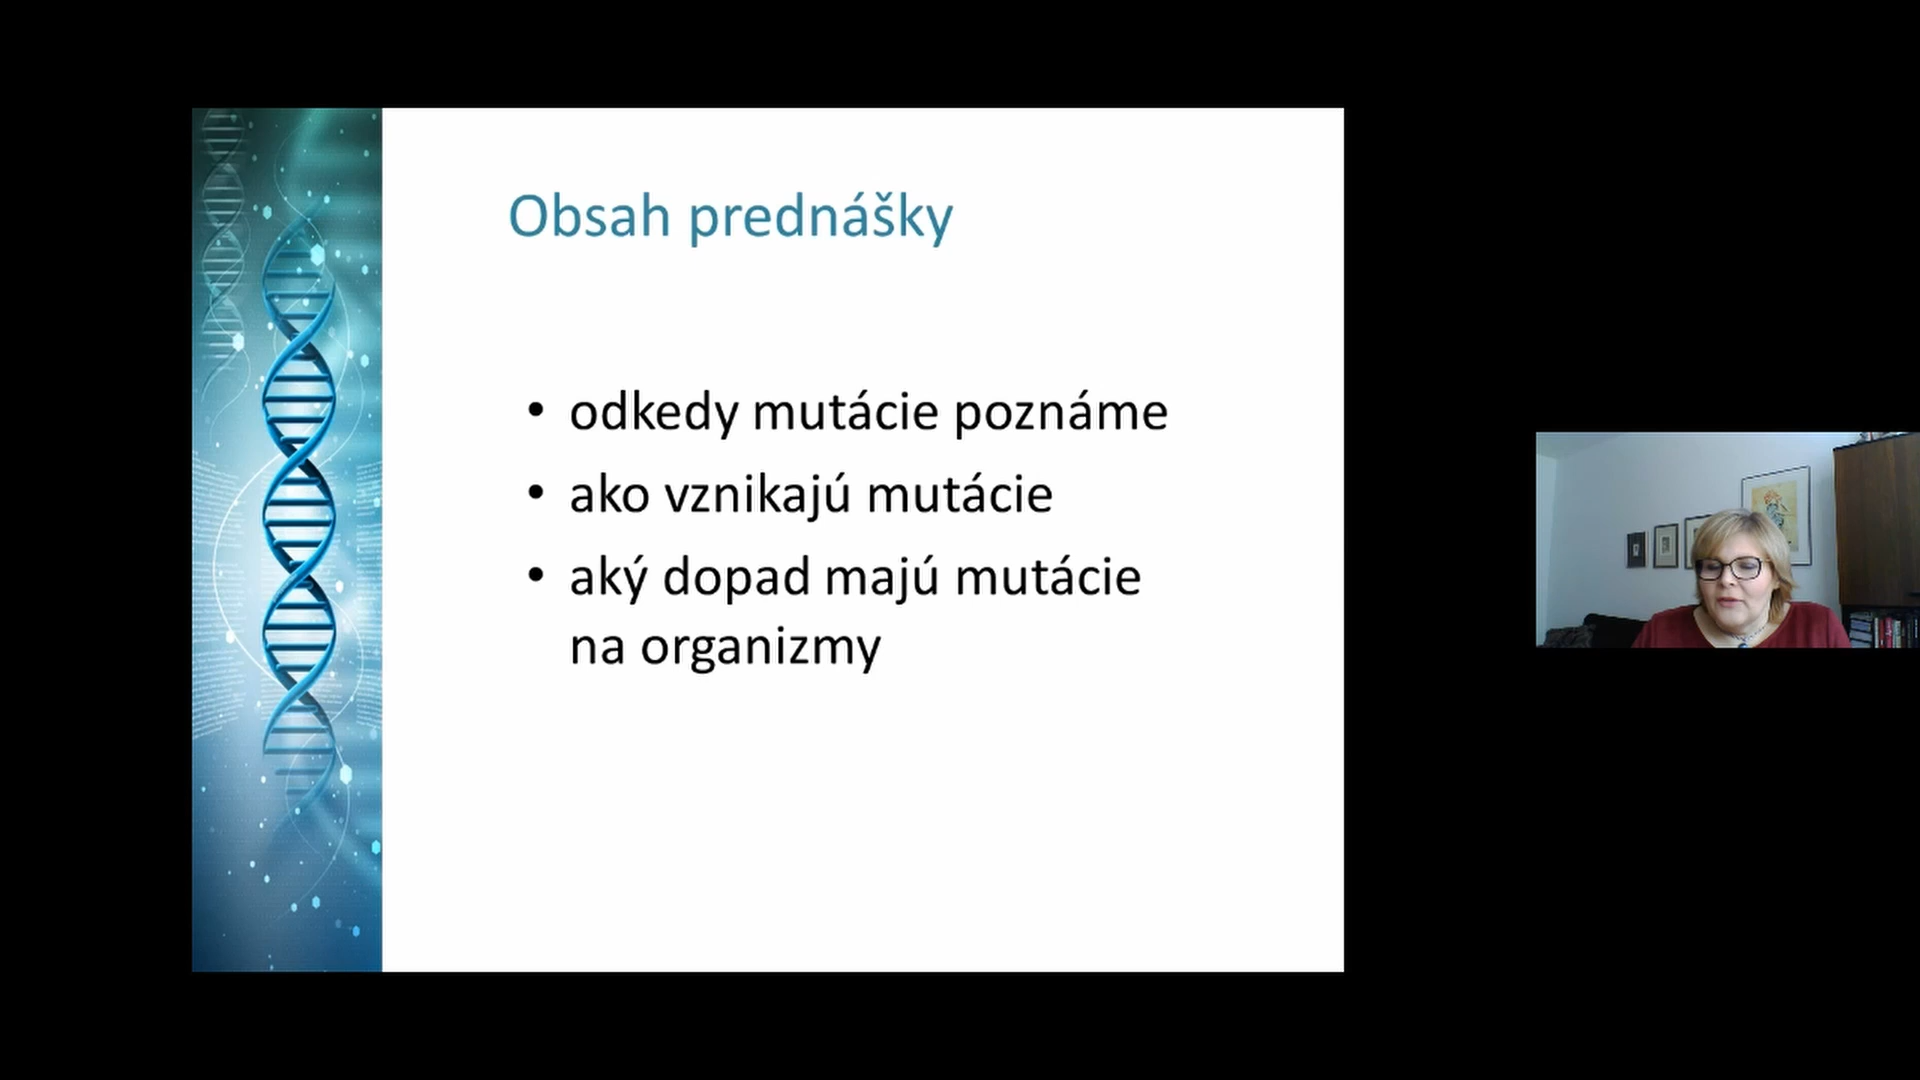 Obsah prednášky
• odkedy mutácie poznáme
• ako vznikajú mutácie
• aký dopad majú mutácie
na organizmy